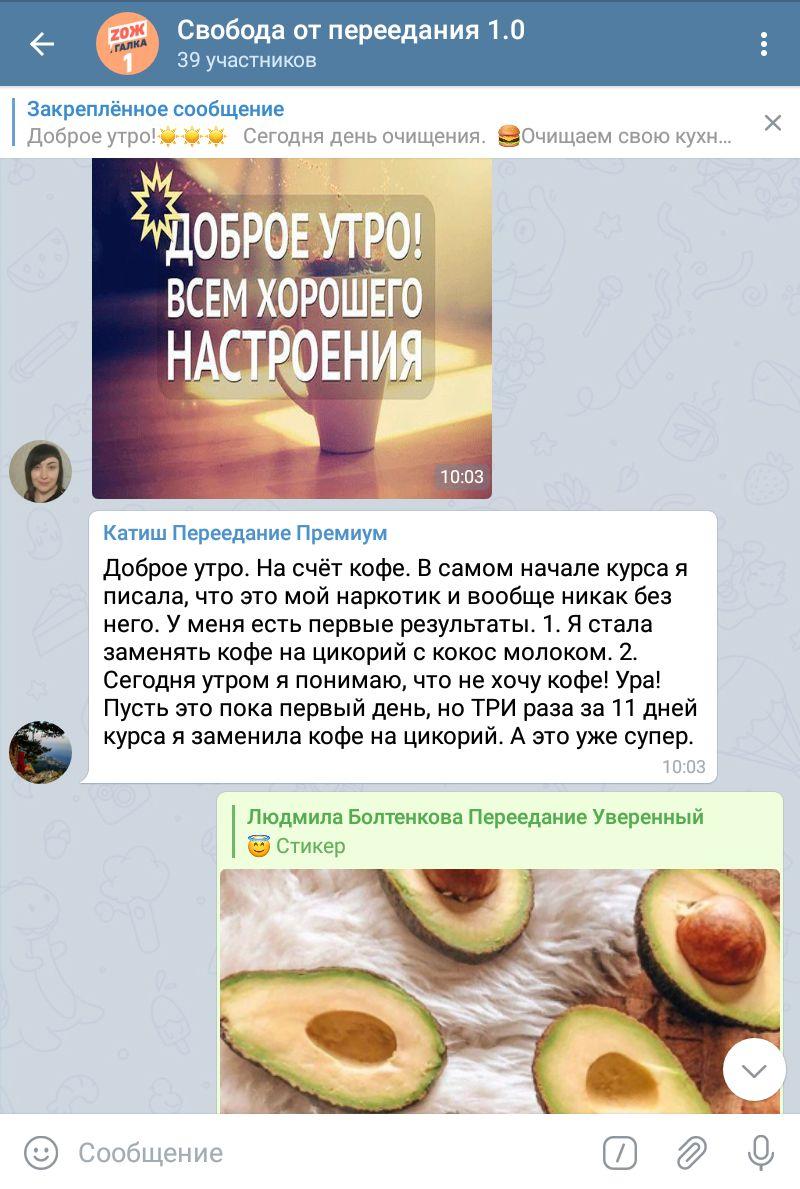 ZOЖ
ГАЛКА
1
Свобода от переедания 1.0
39 участников
Закреплённое сообщение
Доброе утро!☀️☀️☀️ Сегодня день очищения. 🍔Очищаем свою кухн...
ДОБРОЕ УТРО!
ВСЕМ ХОРОШЕГО
НАСТРОЕНИЯ
10:03
Катиш Переедание Премиум
Доброе утро. На счёт кофе. В самом начале курса я
писала, что это мой наркотик и вообще никак без
него. У меня есть первые результаты. 1. Я стала
заменять кофе на цикорий с кокос молоком. 2.
Сегодня утром я понимаю, что не хочу кофе! Ура!
Пусть это пока первый день, но ТРИ раза за 11 дней
курса я заменила кофе на цикорий. А это уже супер.
10:03
Людмила Болтенкова Переедание Уверенный
😇 Стикер
Сообщение